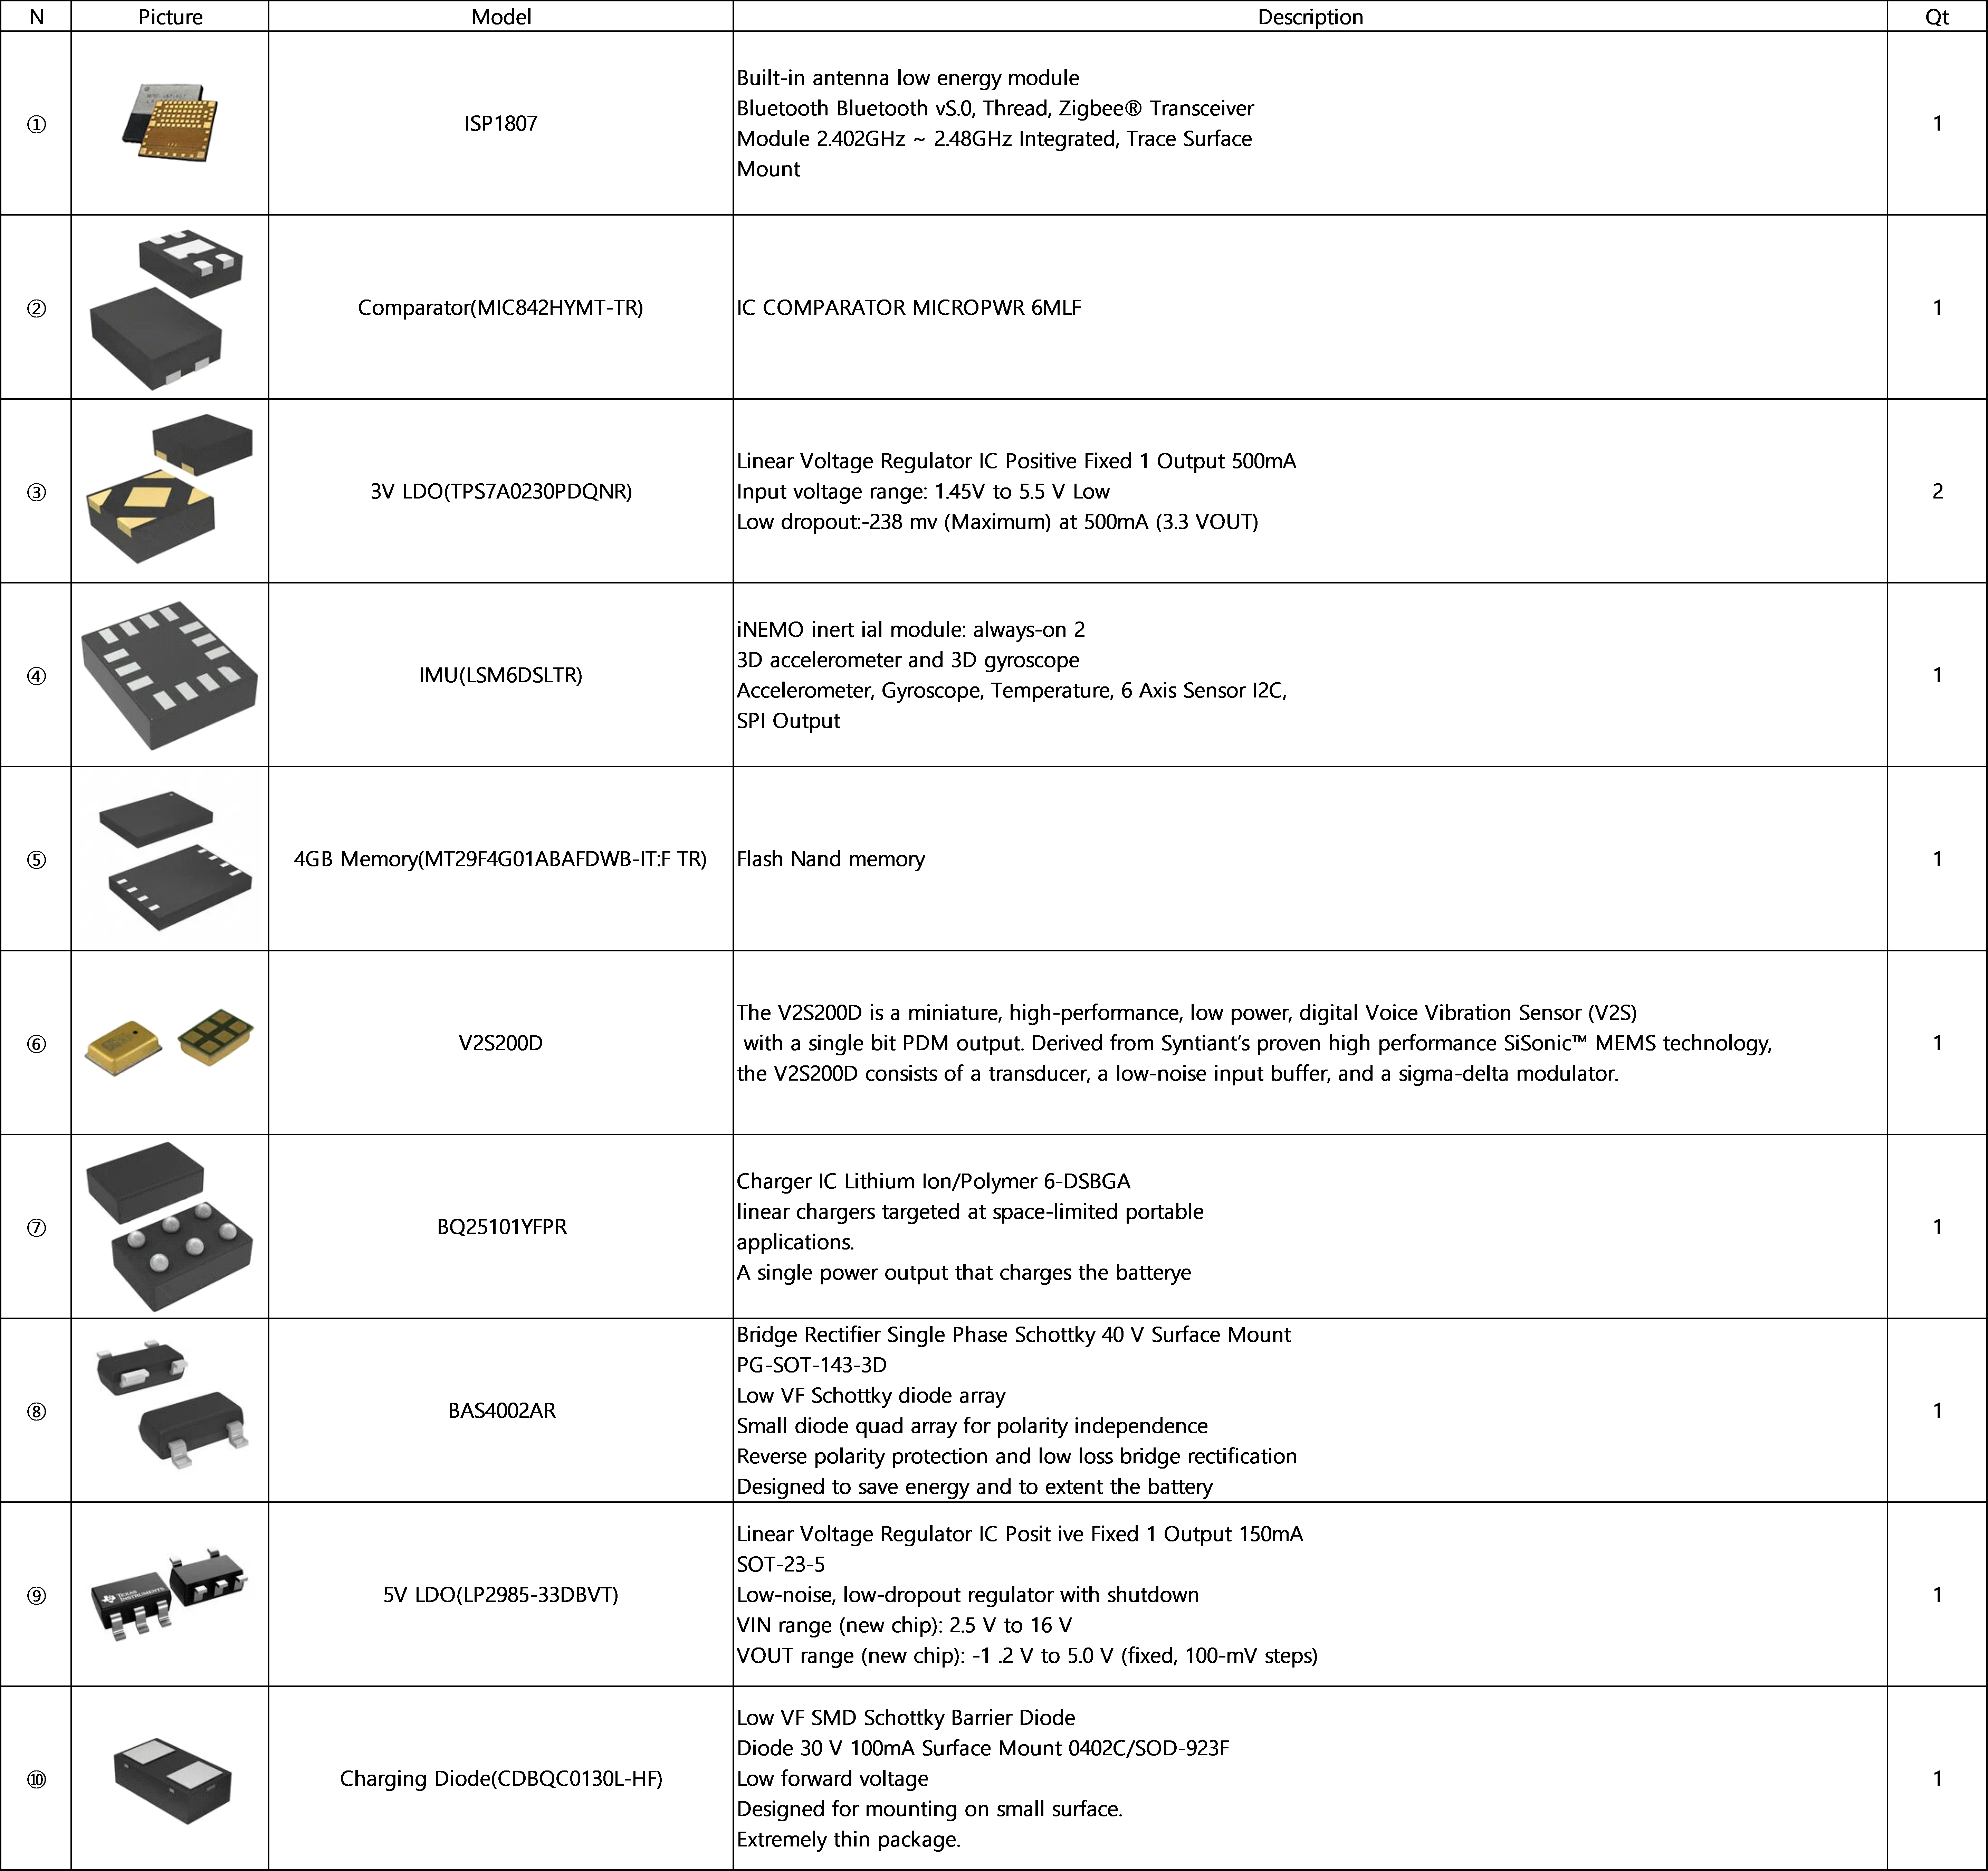 N Picture Model Description Qt
① ISP1807 Built-in antenna low energy module
Bluetooth Bluetooth vS.0, Thread, Zigbee® Transceiver
Module 2.402GHz ~ 2.48GHz Integrated, Trace Surface
Mount 1
② Comparator(MIC842HYMT-TR) IC COMPARATOR MICROPWR 6MLF 1
③ 3V LDO(TPS7A0230PDQNR) Linear Voltage Regulator IC Positive Fixed 1 Output 500mA
Input voltage range: 1.45V to 5.5 V Low
Low dropout:-238 mv (Maximum) at 500mA (3.3 VOUT) 2
④ IMU(LSM6DSLTR) iNEMO inert ial module: always-on 2
3D accelerometer and 3D gyroscope
Accelerometer, Gyroscope, Temperature, 6 Axis Sensor I2C,
SPI Output 1
⑤ 4GB Memory(MT29F4G01ABAFDWB-IT:F TR) Flash Nand memory 1
⑥ V2S200D The V2S200D is a miniature, high-performance, low power, digital Voice Vibration Sensor (V2S)
with a single bit PDM output. Derived from Syntiant's proven high performance SiSonic™ MEMS technology,
the V2S200D consists of a transducer, a low-noise input buffer, and a sigma-delta modulator. 1
⑦ BQ25101YFPR Charger IC Lithium Ion/Polymer 6-DSBGA
linear chargers targeted at space-limited portable
applications.
A single power output that charges the batterye 1
⑧ BAS4002AR Bridge Rectifier Single Phase Schottky 40 V Surface Mount
PG-SOT-143-3D
Low VF Schottky diode array
Small diode quad array for polarity independence
Reverse polarity protection and low loss bridge rectification
Designed to save energy and to extent the battery 1
⑨ TEXAS INSTRUMENTS 5V LDO(LP2985-33DBVT) Linear Voltage Regulator IC Posit ive Fixed 1 Output 150mA
SOT-23-5
Low-noise, low-dropout regulator with shutdown
VIN range (new chip): 2.5 V to 16 V
VOUT range (new chip): -1 .2 V to 5.0 V (fixed, 100-mV steps) 1
⑩ Charging Diode(CDBQC0130L-HF) Low VF SMD Schottky Barrier Diode
Diode 30 V 100mA Surface Mount 0402C/SOD-923F
Low forward voltage
Designed for mounting on small surface.
Extremely thin package. 1